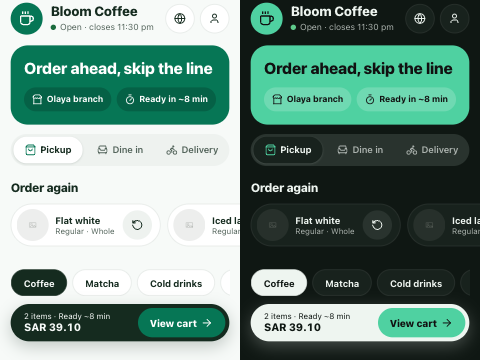 Bloom Coffee
Open · closes 11:30 pm
Order ahead, skip the line
Olaya branch
Ready in ~8 min
Pickup
Dine in
Delivery
Order again
Flat white
Regular · Whole
Coffee
Matcha
Cold drinks
2 items · Ready ~8 min
SAR 39.10
View cart
Bloom Coffee
Open · closes 11:30 pm
Order ahead, skip the line
Olaya branch
Ready in ~8 min
Pickup
Dine in
Delivery
Order again
Flat white
Regular · Whole
Iced la
Regular
Coffee
Matcha
Cold drinks
2 items · Ready ~8 min
SAR 39.10
View cart